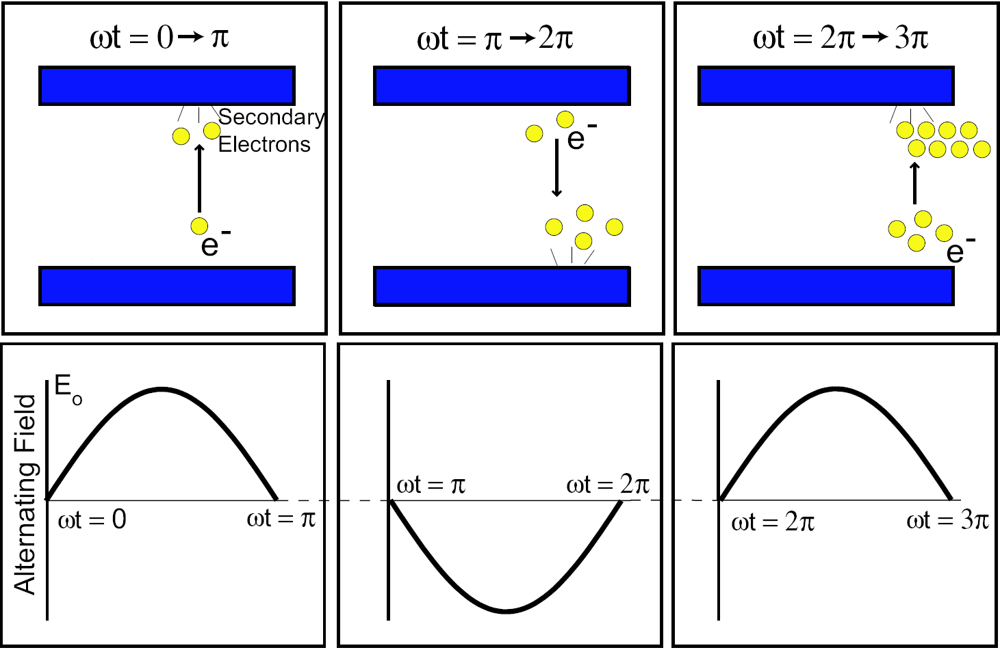 ωt = 0→π
Secondary
Electrons
e-
ωt = π→2π
e-
ωt = 2π→3π
e-
Alternating Field
Eo
ωt = 0
ωt = π
ωt = π
ωt = 2π
ωt = 2π
ωt = 3π